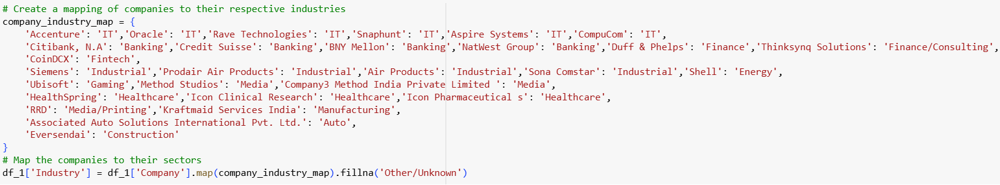 # Create a mapping of companies to their respective industries
company_industry_map = {
    'Accenture': 'IT','Oracle': 'IT','Rave Technologies': 'IT','Snaphunt': 'IT','Aspire Systems': 'IT','CompuCom': 'IT',
    'Citibank, N.A': 'Banking','Credit Suisse': 'Banking','BNY Mellon': 'Banking','NatWest Group': 'Banking','Duff & Phelps': 'Finance','Thinksynq Solutions': 'Finance/Consulting',
    'CoinDCX': 'Fintech',
    'Siemens': 'Industrial','Prodair Air Products': 'Industrial','Air Products': 'Industrial','Sona Comstar': 'Industrial','Shell': 'Energy',
    'Ubisoft': 'Gaming','Method Studios': 'Media','Company3 Method India Private Limited ': 'Media',
    'HealthSpring': 'Healthcare','Icon Clinical Research': 'Healthcare','Icon Pharmaceutical s': 'Healthcare',
    'RRD': 'Media/Printing','Kraftmaid Services India': 'Manufacturing',
    'Associated Auto Solutions International Pvt. Ltd.': 'Auto',
    'Eversendai': 'Construction'
}
# Map the companies to their sectors
df_1['Industry'] = df_1['Company'].map(company_industry_map).fillna('Other/Unknown')